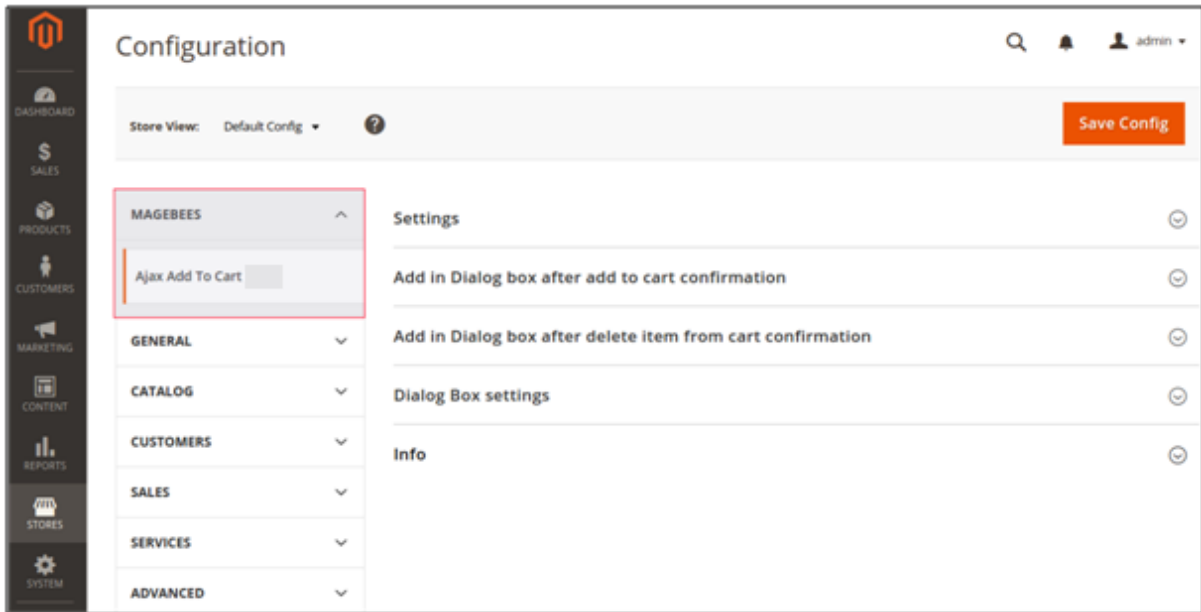 Configuration
admin
DASHBOARD
SALES
PRODUCTS
CUSTOMERS
MARKETING
CONTENT
REPORTS
STORES
SYSTEM
Store View: Default Config
?
Save Config
MAGEBEES
Ajax Add To Cart
GENERAL
CATALOG
CUSTOMERS
SALES
SERVICES
ADVANCED
Settings
Add in Dialog box after add to cart confirmation
Add in Dialog box after delete item from cart confirmation
Dialog Box settings
Info